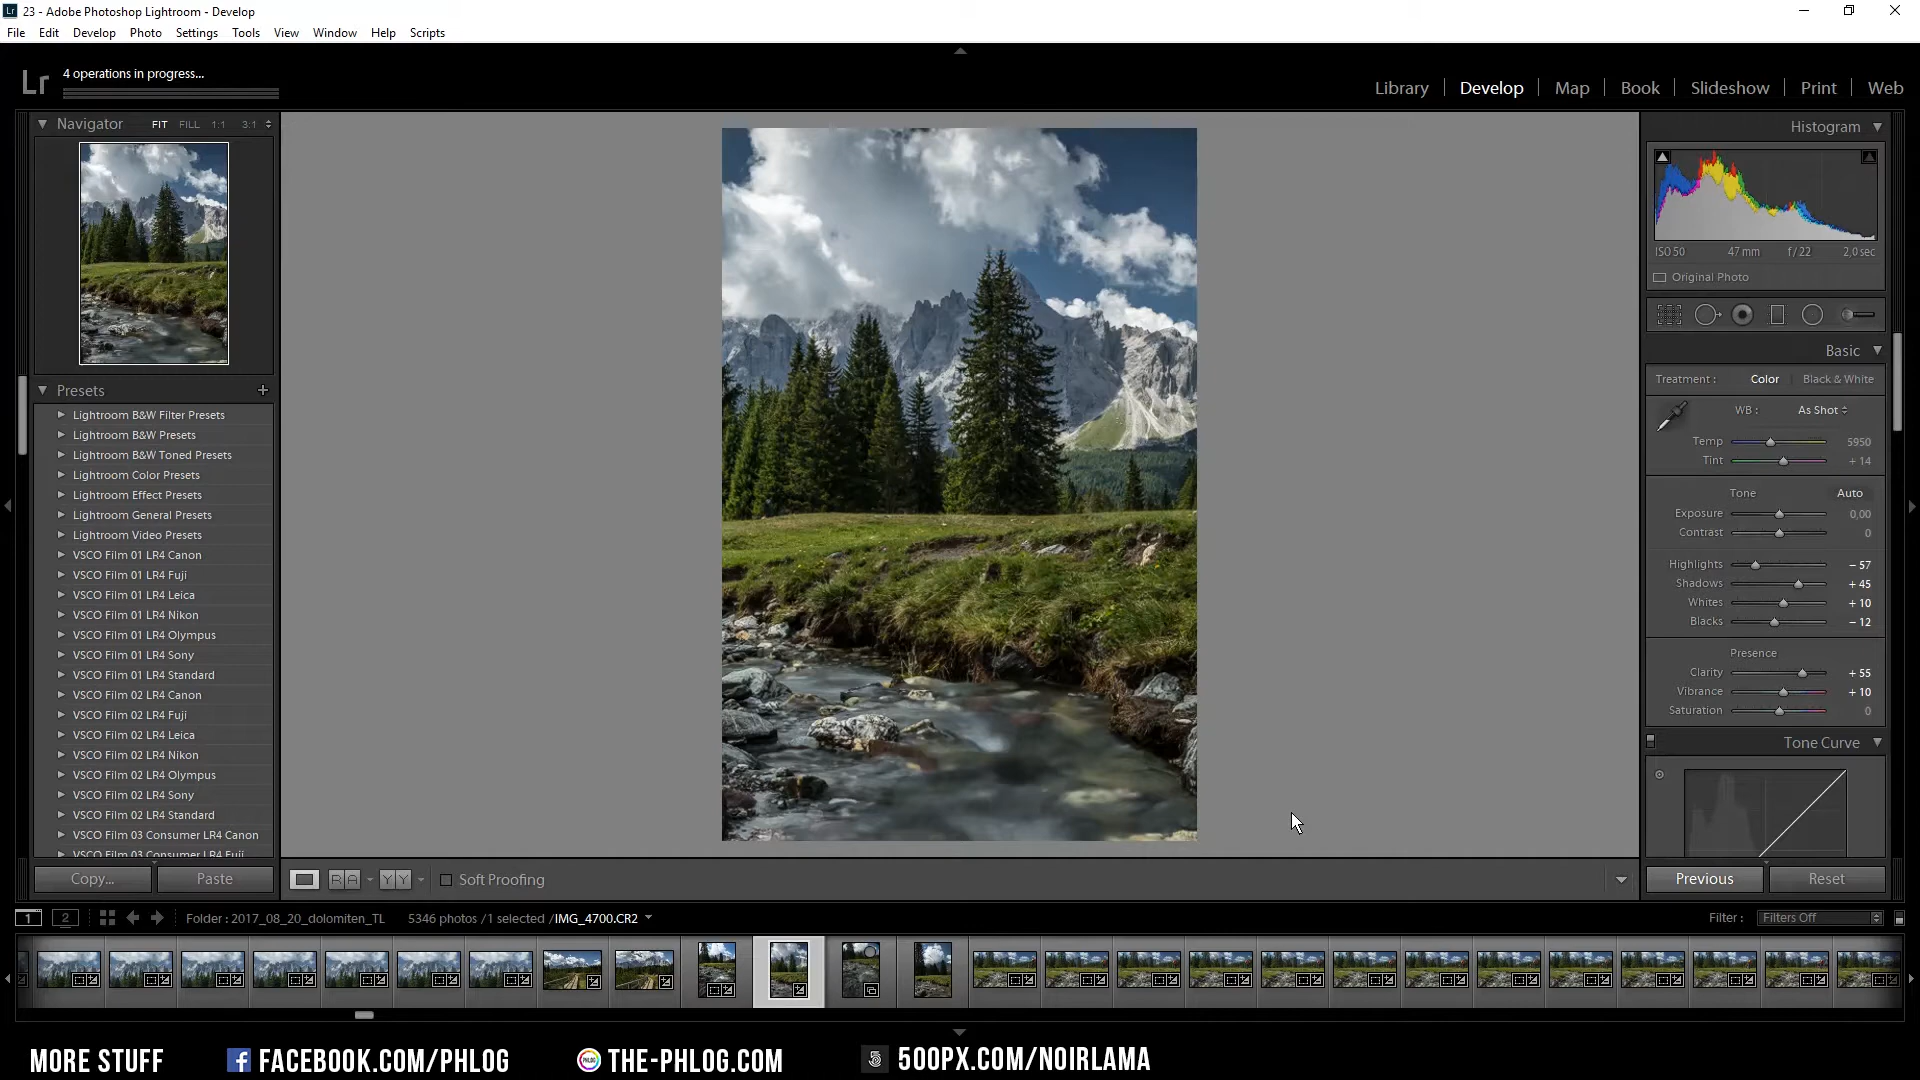 23 - Adobe Photoshop Lightroom - Develop
File Edit Develop Photo Settings Tools View Window Help Scripts
Lr 4 operations in progress...
Library Develop Map Book Slideshow Print Web
Navigator FIT FILL 1:1 3:1
Histogram
ISO 50 47 mm f/22 2,0 sec
Original Photo
Presets
Lightroom B&W Filter Presets
Lightroom B&W Presets
Lightroom B&W Toned Presets
Lightroom Color Presets
Lightroom Effect Presets
Lightroom General Presets
Lightroom Video Presets
VSCO Film 01 LR4 Canon
VSCO Film 01 LR4 Fuji
VSCO Film 01 LR4 Leica
VSCO Film 01 LR4 Nikon
VSCO Film 01 LR4 Olympus
VSCO Film 01 LR4 Sony
VSCO Film 01 LR4 Standard
VSCO Film 02 LR4 Canon
VSCO Film 02 LR4 Fuji
VSCO Film 02 LR4 Leica
VSCO Film 02 LR4 Nikon
VSCO Film 02 LR4 Olympus
VSCO Film 02 LR4 Sony
VSCO Film 02 LR4 Standard
VSCO Film 03 Consumer LR4 Canon
VSCO Film 03 Consumer LR4 Fuji
Basic
Treatment : Color Black & White
WB : As Shot
Temp 5950
Tint + 14
Tone Auto
Exposure 0,00
Contrast 0
Highlights – 57
Shadows + 45
Whites + 10
Blacks – 12
Presence
Clarity + 55
Vibrance + 10
Saturation 0
Tone Curve
Copy... Paste
R A Y Y Soft Proofing
Previous Reset
1 2 Folder : 2017_08_20_dolomiten_TL 5346 photos / 1 selected / IMG_4700.CR2
Filter : Filters Off
MORE STUFF FACEBOOK.COM/PHLOG THE-PHLOG.COM 500PX.COM/NOIRLAMA